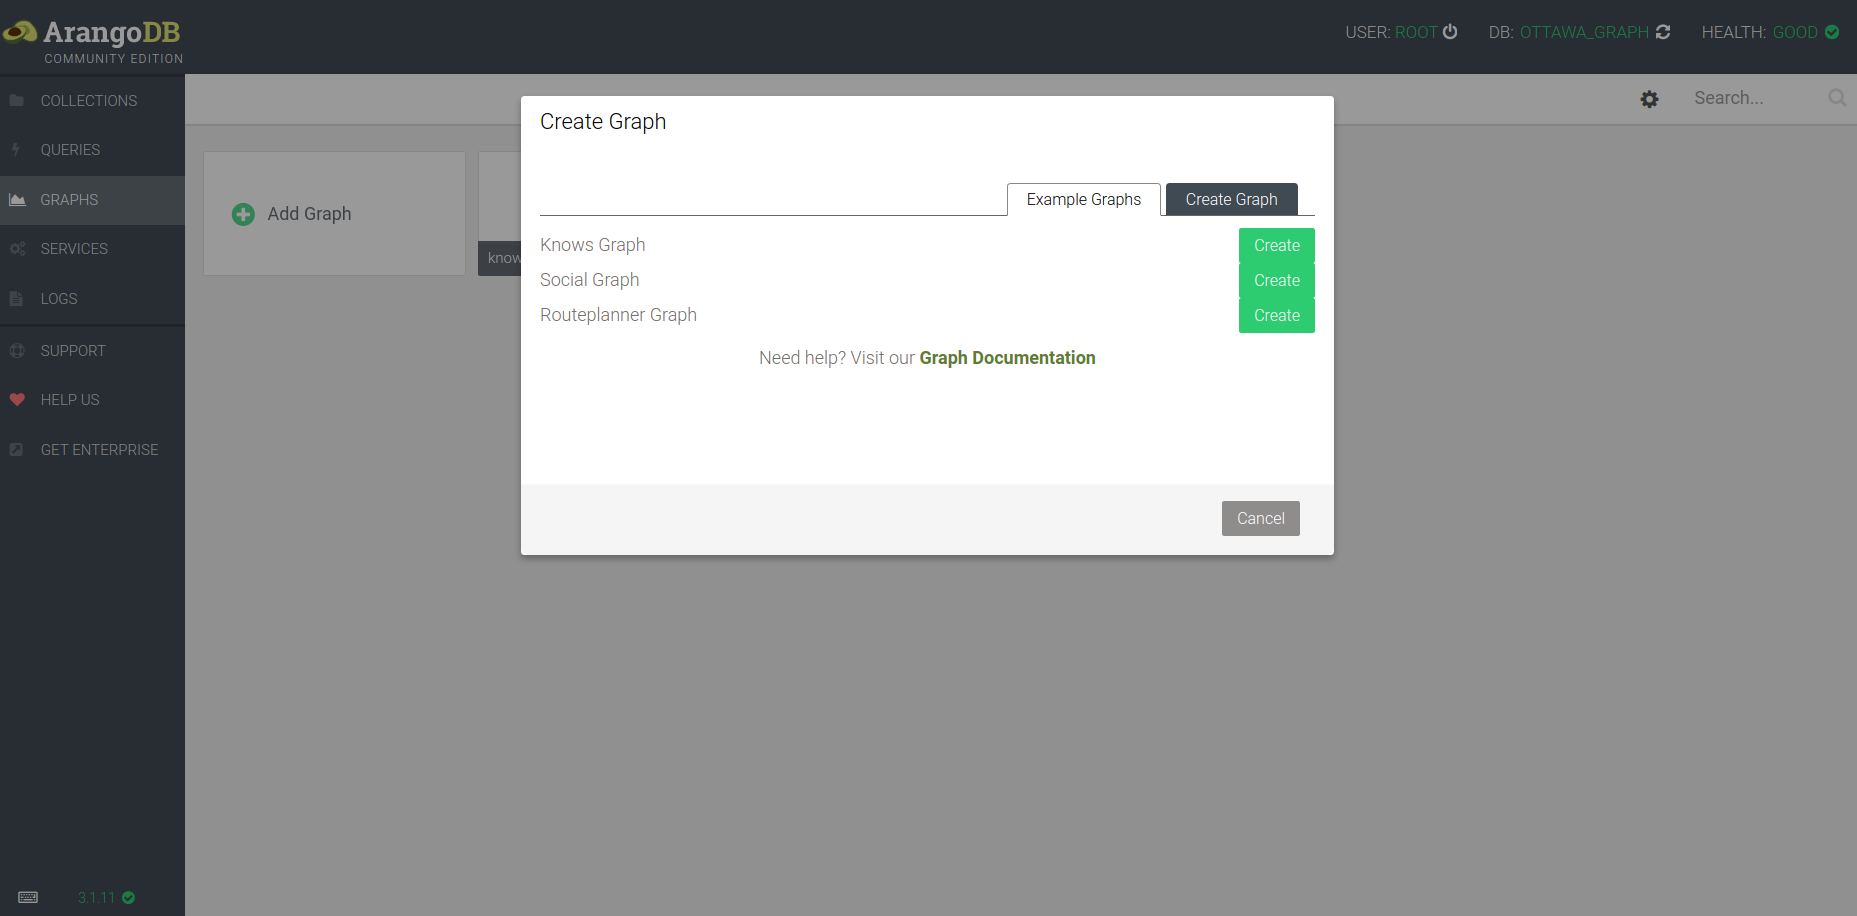 ArangoDB
COMMUNITY EDITION
USER: ROOT
DB: OTTAWA_GRAPH
HEALTH: GOOD
COLLECTIONS
QUERIES
GRAPHS
SERVICES
LOGS
SUPPORT
HELP US
GET ENTERPRISE
3.1.11
Search...
Add Graph
know
Create Graph
Example Graphs
Create Graph
Knows Graph
Create
Social Graph
Create
Routeplanner Graph
Create
Need help? Visit our Graph Documentation
Cancel